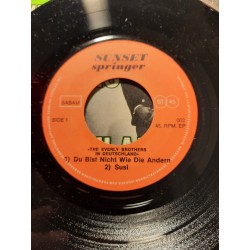 SUNSET
springer
SIDE 1
45 RPM EP
»THE EVERLY BROTHERS
IN DEUTSCHLAND«
1) Du Bist Nicht Wie Die Andern
2) Susi